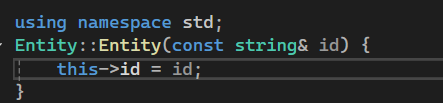 using namespace std;
Entity::Entity(const string& id) {
    this->id = id;
}